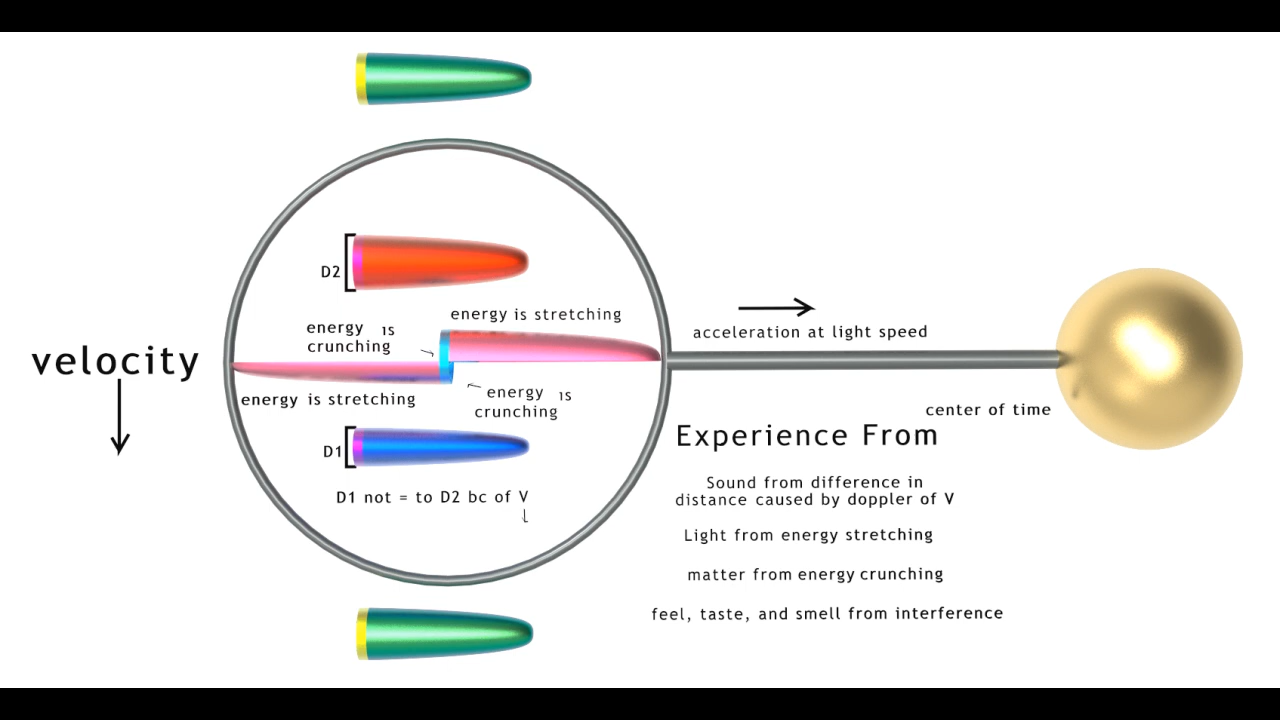 D2
energy is stretching
energy is
crunching
velocity
acceleration at light speed
energy is stretching
energy is
crunching
center of time
D1
D1 not = to D2 bc of V
Experience From
Sound from difference in
distance caused by doppler of V
Light from energy stretching
matter from energy crunching
feel, taste, and smell from interference